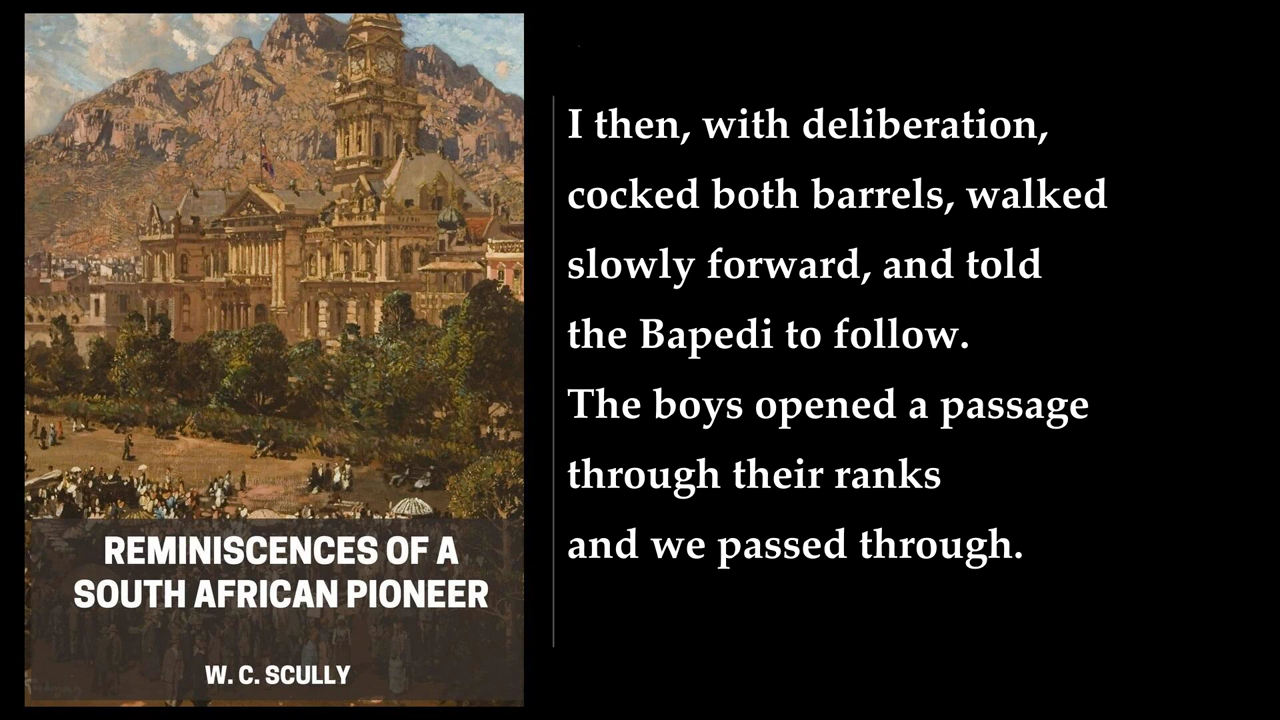 I then, with deliberation,
cocked both barrels, walked
slowly forward, and told
the Bapedi to follow.
The boys opened a passage
through their ranks
and we passed through.
REMINISCENCES OF A
SOUTH AFRICAN PIONEER
W. C. SCULLY